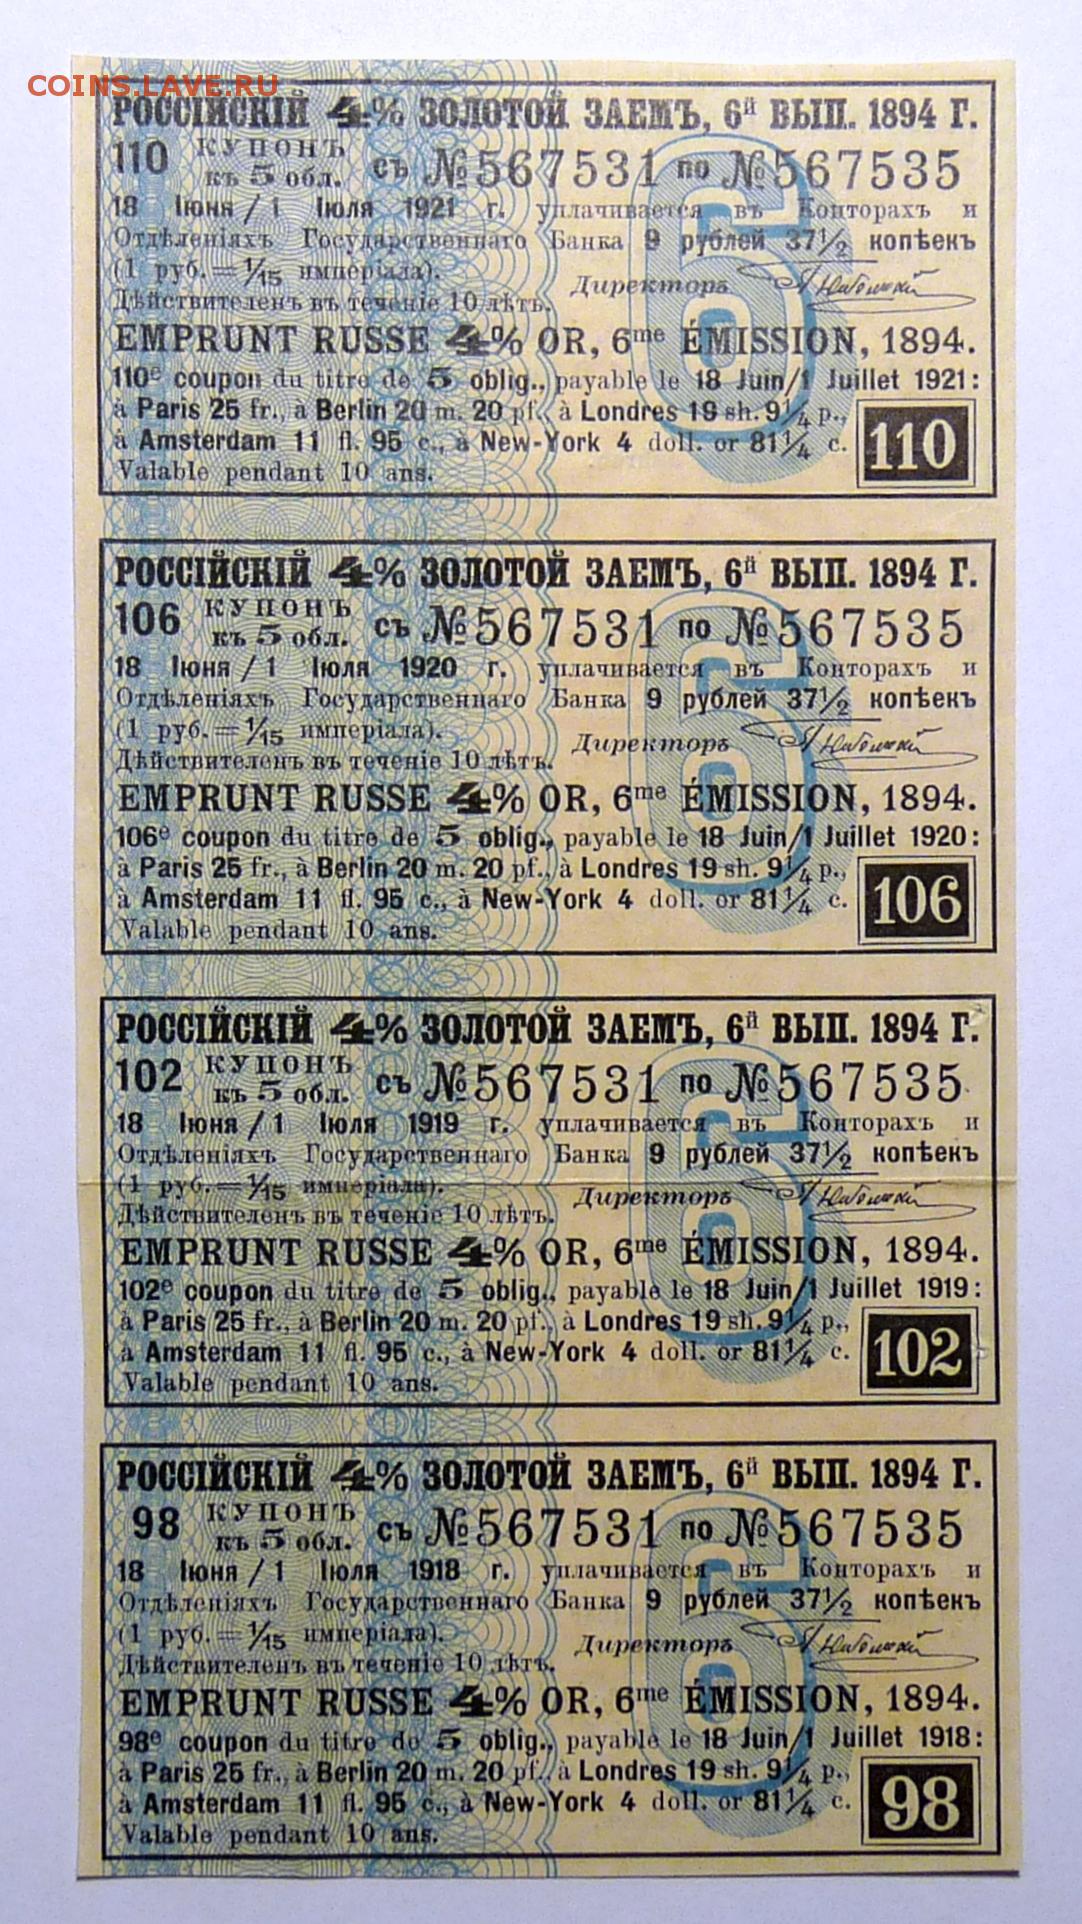 COINS.LAVE.RU
РОССІЙСКІЙ 4% ЗОЛОТОЙ ЗАЕМЪ, 6й ВЫП. 1894 Г.
110 КУПОНЪ къ 5 обл. съ №567531 по №567535
18 Іюня / 1 Іюля 1921 г. уплачивается въ Конторахъ и
Отдѣленіяхъ Государственнаго Банка 9 рублей 37½ копѣекъ
(1 руб. = 1/15 имперіала).
Директоръ
Дѣйствителенъ въ теченіе 10 лѣтъ.
EMPRUNT RUSSE 4% OR, 6me ÉMISSION, 1894.
110e coupon du titre de 5 oblig., payable le 18 Juin/1 Juillet 1921:
à Paris 25 fr., à Berlin 20 m. 20 pf., à Londres 19 sh. 9¼ p.,
à Amsterdam 11 fl. 95 c., à New-York 4 doll. or 81¼ c.
Valable pendant 10 ans.
110
6
РОССІЙСКІЙ 4% ЗОЛОТОЙ ЗАЕМЪ, 6й ВЫП. 1894 Г.
106 КУПОНЪ къ 5 обл. съ №567531 по №567535
18 Іюня / 1 Іюля 1920 г. уплачивается въ Конторахъ и
Отдѣленіяхъ Государственнаго Банка 9 рублей 37½ копѣекъ
(1 руб. = 1/15 имперіала).
Директоръ
Дѣйствителенъ въ теченіе 10 лѣтъ.
EMPRUNT RUSSE 4% OR, 6me ÉMISSION, 1894.
106e coupon du titre de 5 oblig., payable le 18 Juin/1 Juillet 1920:
à Paris 25 fr., à Berlin 20 m. 20 pf., à Londres 19 sh. 9¼ p.,
à Amsterdam 11 fl. 95 c., à New-York 4 doll. or 81¼ c.
Valable pendant 10 ans.
106
6
РОССІЙСКІЙ 4% ЗОЛОТОЙ ЗАЕМЪ, 6й ВЫП. 1894 Г.
102 КУПОНЪ къ 5 обл. съ №567531 по №567535
18 Іюня / 1 Іюля 1919 г. уплачивается въ Конторахъ и
Отдѣленіяхъ Государственнаго Банка 9 рублей 37½ копѣекъ
(1 руб. = 1/15 имперіала).
Директоръ
Дѣйствителенъ въ теченіе 10 лѣтъ.
EMPRUNT RUSSE 4% OR, 6me ÉMISSION, 1894.
102e coupon du titre de 5 oblig., payable le 18 Juin/1 Juillet 1919:
à Paris 25 fr., à Berlin 20 m. 20 pf., à Londres 19 sh. 9¼ p.,
à Amsterdam 11 fl. 95 c., à New-York 4 doll. or 81¼ c.
Valable pendant 10 ans.
102
6
РОССІЙСКІЙ 4% ЗОЛОТОЙ ЗАЕМЪ, 6й ВЫП. 1894 Г.
98 КУПОНЪ къ 5 обл. съ №567531 по №567535
18 Іюня / 1 Іюля 1918 г. уплачивается въ Конторахъ и
Отдѣленіяхъ Государственнаго Банка 9 рублей 37½ копѣекъ
(1 руб. = 1/15 имперіала).
Директоръ
Дѣйствителенъ въ теченіе 10 лѣтъ.
EMPRUNT RUSSE 4% OR, 6me ÉMISSION, 1894.
98e coupon du titre de 5 oblig., payable le 18 Juin/1 Juillet 1918:
à Paris 25 fr., à Berlin 20 m. 20 pf., à Londres 19 sh. 9¼ p.,
à Amsterdam 11 fl. 95 c., à New-York 4 doll. or 81¼ c.
Valable pendant 10 ans.
98
6